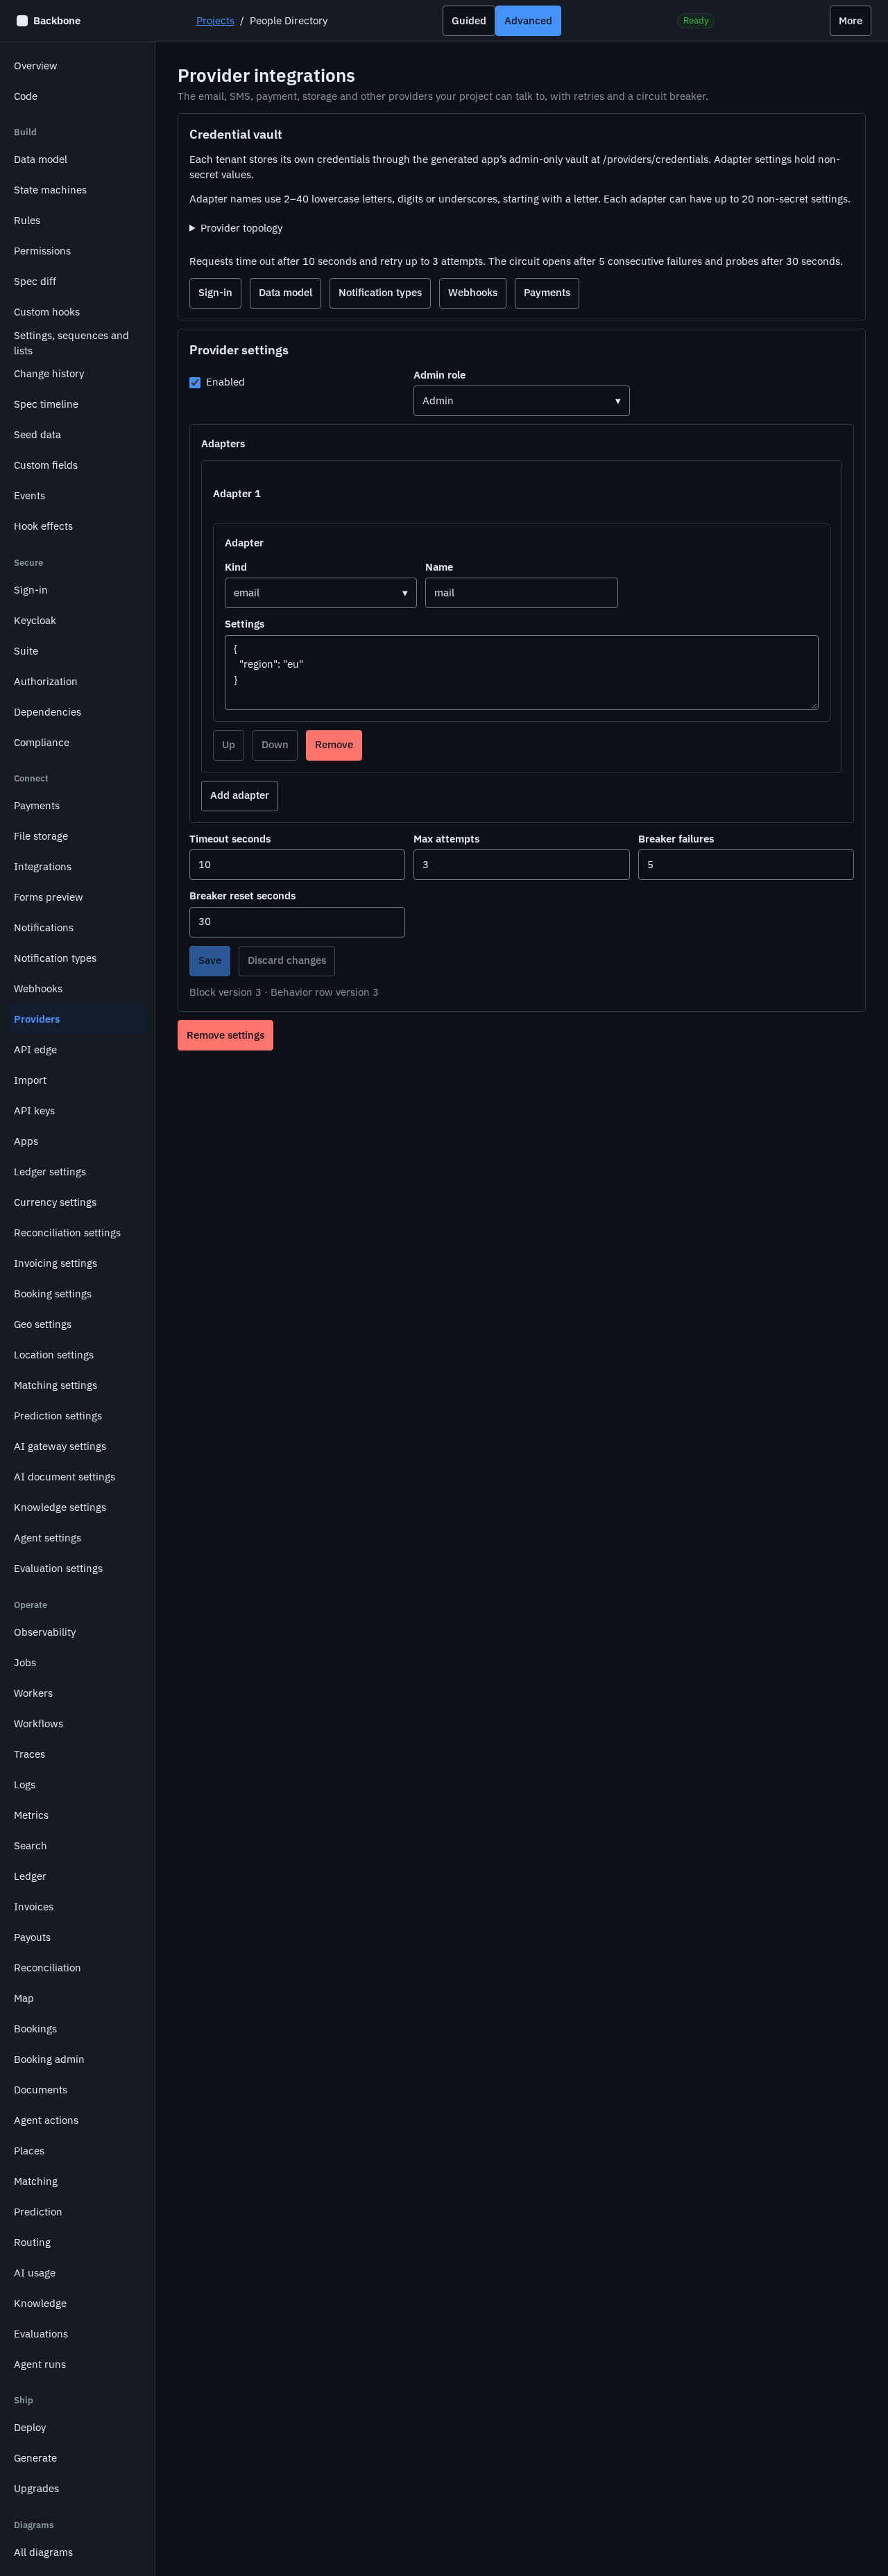 Backbone
Projects / People Directory
Guided
Advanced
Ready
More
Overview
Code
Build
Data model
State machines
Rules
Permissions
Spec diff
Custom hooks
Settings, sequences and
lists
Change history
Spec timeline
Seed data
Custom fields
Events
Hook effects
Secure
Sign-in
Keycloak
Suite
Authorization
Dependencies
Compliance
Connect
Payments
File storage
Integrations
Forms preview
Notifications
Notification types
Webhooks
Providers
API edge
Import
API keys
Apps
Ledger settings
Currency settings
Reconciliation settings
Invoicing settings
Booking settings
Geo settings
Location settings
Matching settings
Prediction settings
AI gateway settings
AI document settings
Knowledge settings
Agent settings
Evaluation settings
Operate
Observability
Jobs
Workers
Workflows
Traces
Logs
Metrics
Search
Ledger
Invoices
Payouts
Reconciliation
Map
Bookings
Booking admin
Documents
Agent actions
Places
Matching
Prediction
Routing
AI usage
Knowledge
Evaluations
Agent runs
Ship
Deploy
Generate
Upgrades
Diagrams
All diagrams
Provider integrations
The email, SMS, payment, storage and other providers your project can talk to, with retries and a circuit breaker.
Credential vault
Each tenant stores its own credentials through the generated app’s admin-only vault at /providers/credentials. Adapter settings hold non-
secret values.
Adapter names use 2–40 lowercase letters, digits or underscores, starting with a letter. Each adapter can have up to 20 non-secret settings.
Provider topology
Requests time out after 10 seconds and retry up to 3 attempts. The circuit opens after 5 consecutive failures and probes after 30 seconds.
Sign-in
Data model
Notification types
Webhooks
Payments
Provider settings
Enabled
Admin role
Admin
Adapters
Adapter 1
Adapter
Kind
Name
email
mail
Settings
{
"region": "eu"
}
Up
Down
Remove
Add adapter
Timeout seconds
Max attempts
Breaker failures
10
3
5
Breaker reset seconds
30
Save
Discard changes
Block version 3 · Behavior row version 3
Remove settings